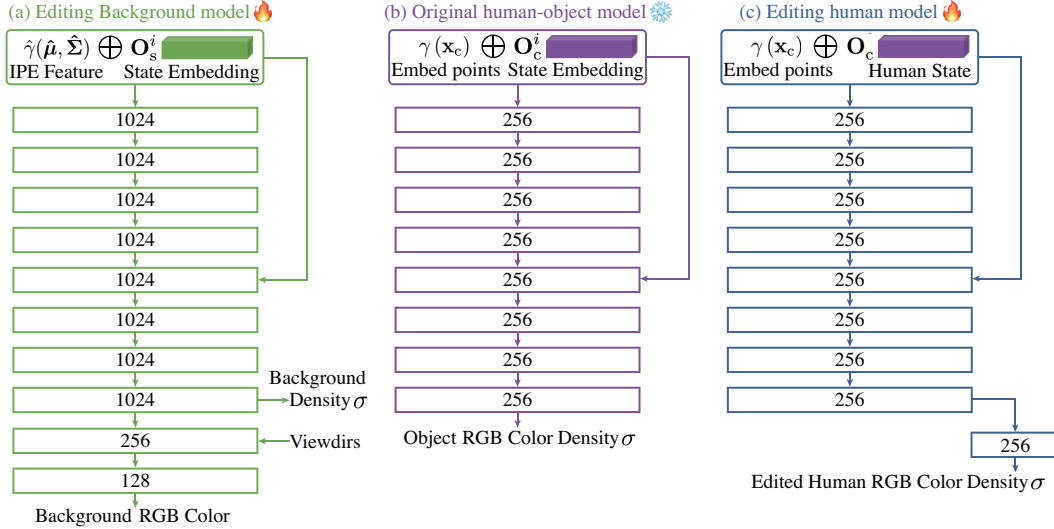 (a) Editing Background model
γ̂(μ̂, Σ̂) ⊕ O_s^i
IPE Feature State Embedding
1024
1024
1024
1024
1024
1024
1024
1024
Background
Density σ
256
Viewdirs
128
Background RGB Color
(b) Original human-object model
γ (x_c) ⊕ O_c^i
Embed points State Embedding
256
256
256
256
256
256
256
256
Object RGB Color Density σ
(c) Editing human model
γ (x_c) ⊕ O_c^.
Embed points Human State
256
256
256
256
256
256
256
256
256
Edited Human RGB Color Density σ